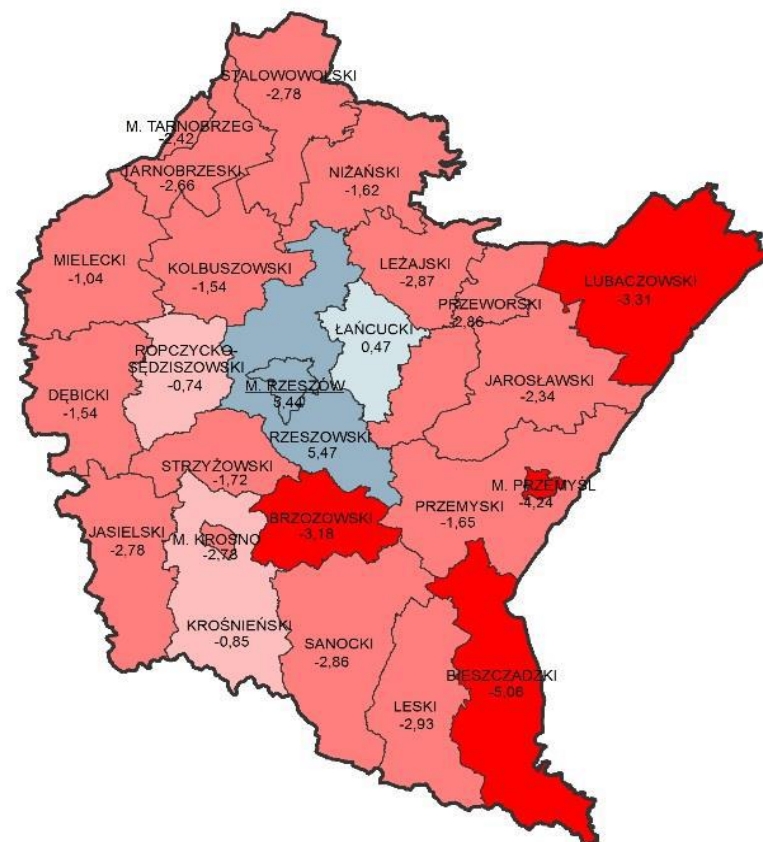 STALOWOWOLSKI
-2,78
M. TARNOBRZEG
-2,42
TARNOBRZESKI
-2,66
NIŻAŃSKI
-1,62
MIELECKI
-1,04
KOLBUSZOWSKI
-1,54
LEŻAJSKI
-2,87
LUBACZOWSKI
-3,31
PRZEWORSKI
-2,86
ŁAŃCUCKI
0,47
ROPCZYCKO-
SĘDZISZOWSKI
-0,74
JAROSŁAWSKI
-2,34
DĘBICKI
-1,54
M. RZESZÓW
5,44
RZESZOWSKI
5,47
STRZYŻOWSKI
-1,72
M. PRZEMYŚL
-4,24
PRZEMYSKI
-1,65
BRZOZOWSKI
-3,18
JASIELSKI
-2,78
M. KROSNO
-2,78
KROŚNIEŃSKI
-0,85
SANOCKI
-2,86
BIESZCZADZKI
-5,06
LESKI
-2,93